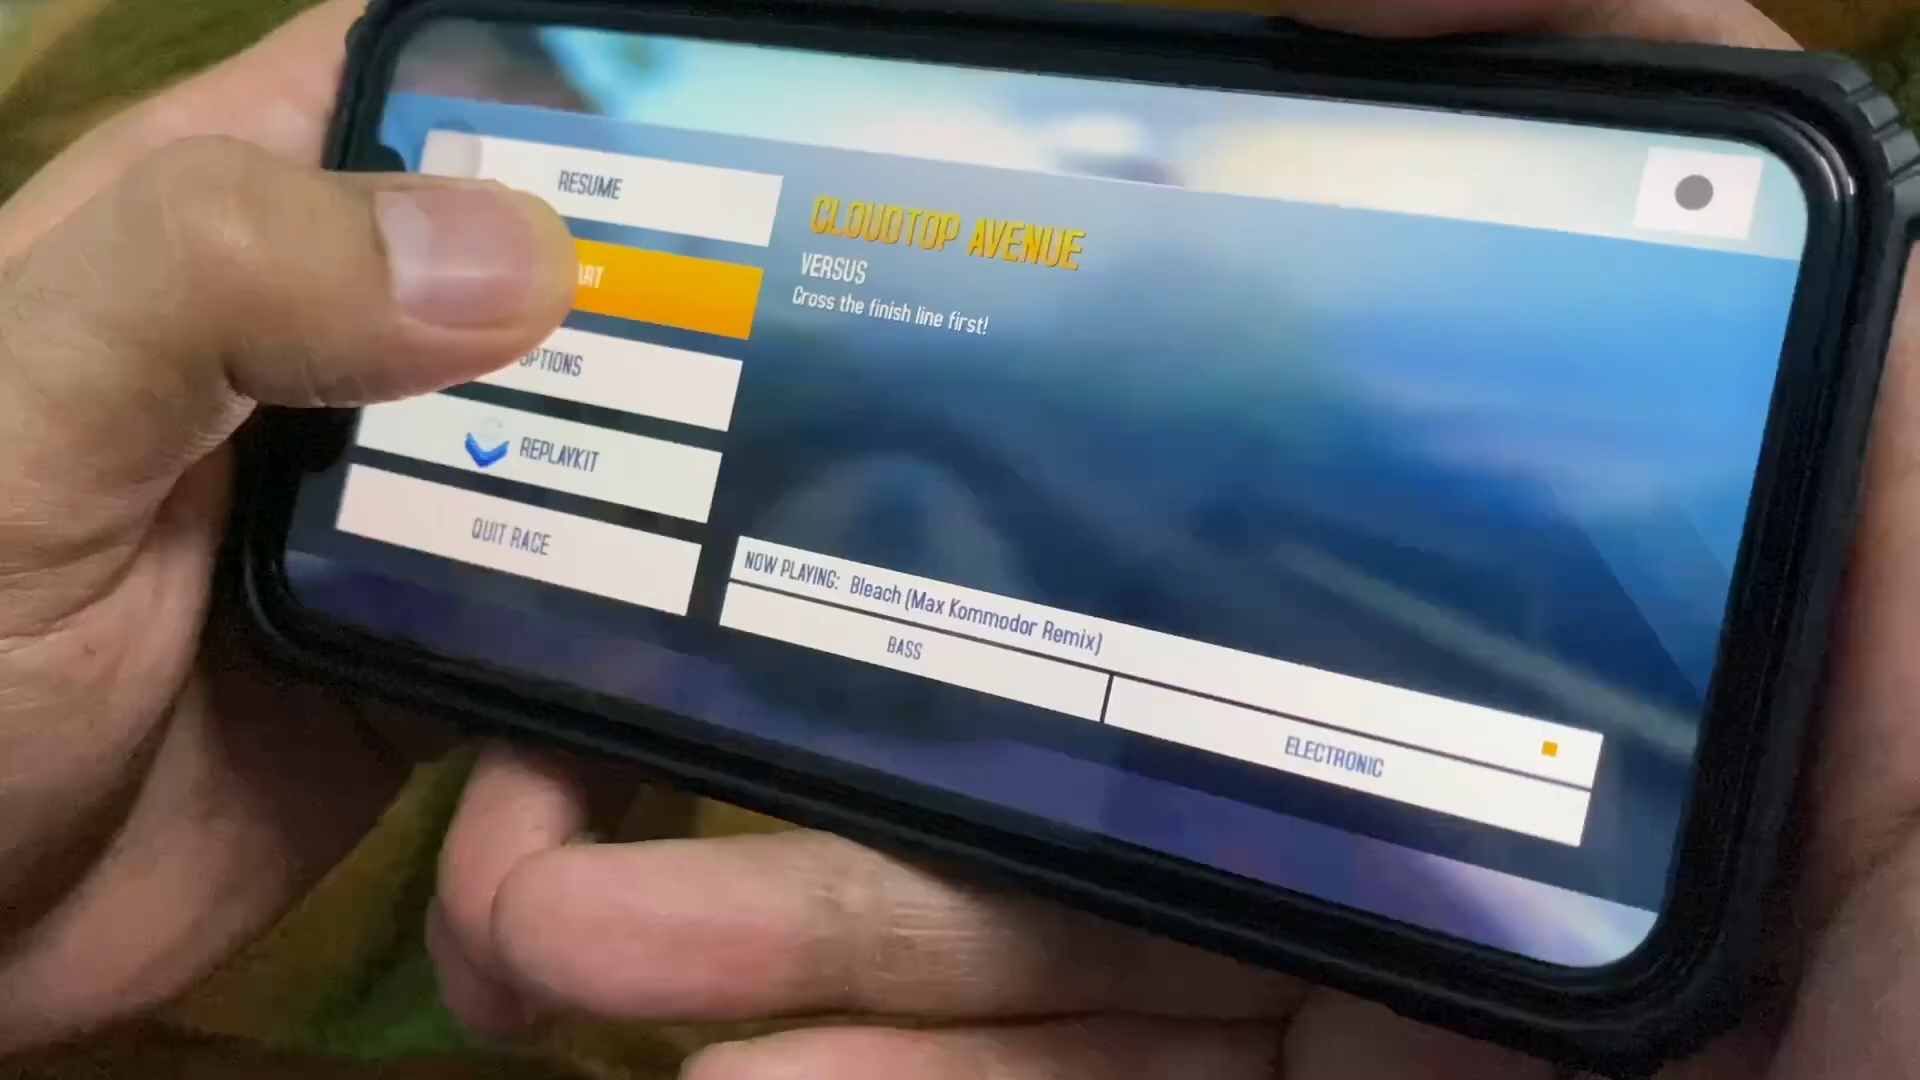 RESUME
ART
OPTIONS
REPLAYKIT
QUIT RACE
CLOUDTOP AVENUE
VERSUS
Cross the finish line first!
NOW PLAYING: Bleach (Max Kommodor Remix)
BASS
ELECTRONIC